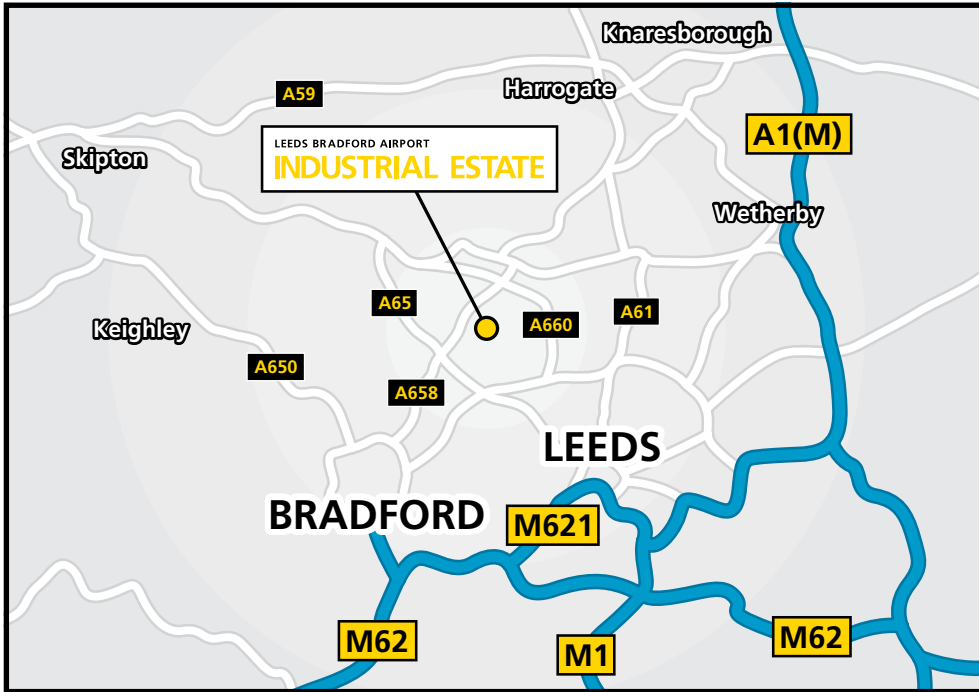 Knaresborough
A59
Harrogate
A1(M)
LEEDS BRADFORD AIRPORT
INDUSTRIAL ESTATE
Skipton
Wetherby
A65
A61
A660
Keighley
A650
A658
LEEDS
BRADFORD
M621
M62
M62
M1